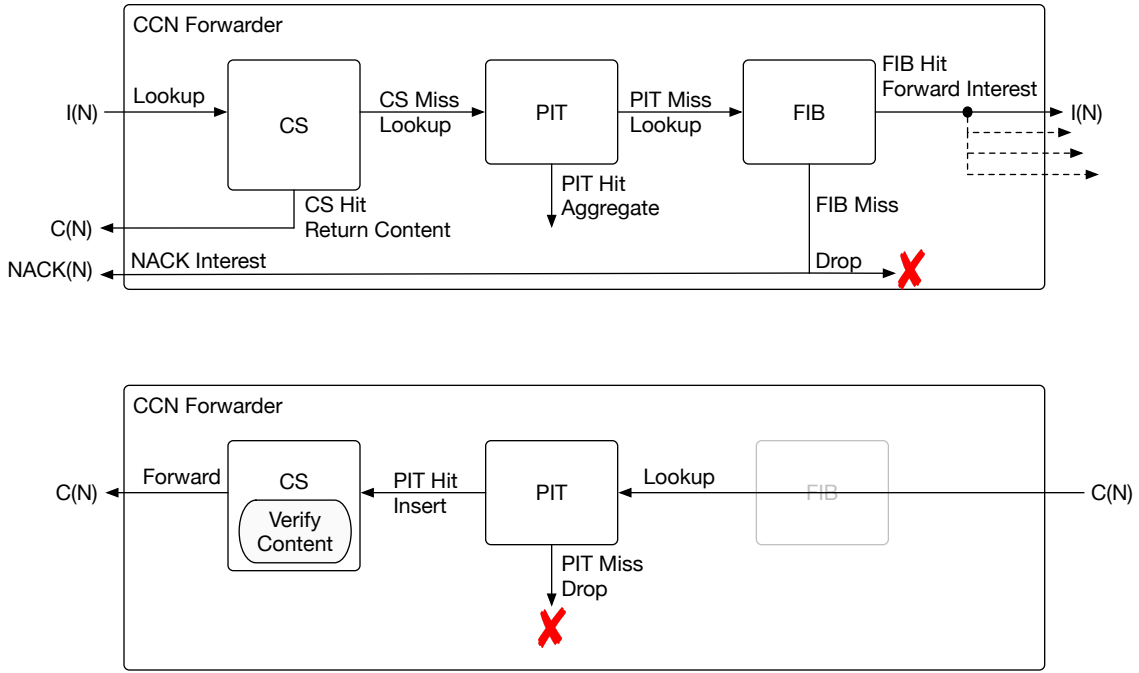 CCN Forwarder
I(N)
Lookup
CS
CS Miss
Lookup
PIT
PIT Miss
Lookup
FIB
FIB Hit
Forward Interest
I(N)
CS Hit
Return Content
C(N)
PIT Hit
Aggregate
FIB Miss
NACK(N)
NACK Interest
Drop
CCN Forwarder
C(N)
Forward
CS
Verify
Content
PIT Hit
Insert
PIT
Lookup
FIB
C(N)
PIT Miss
Drop